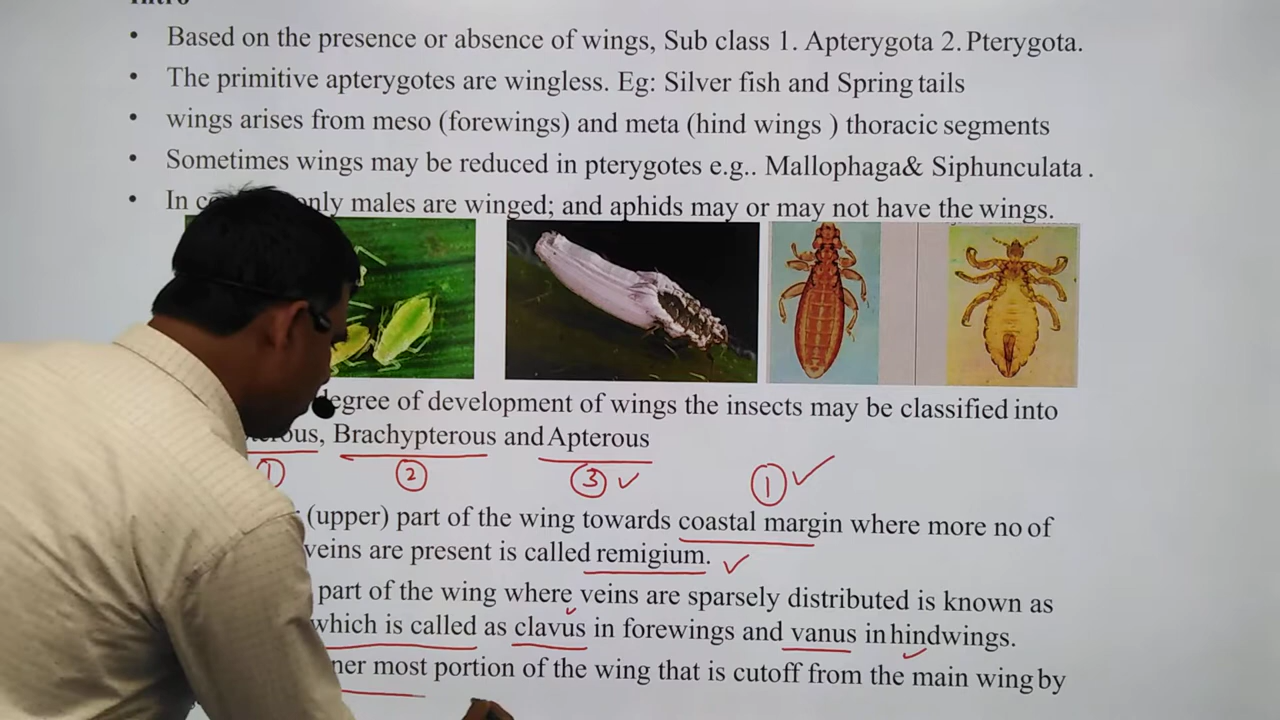 Intro
• Based on the presence or absence of wings, Sub class 1. Apterygota 2. Pterygota.
• The primitive apterygotes are wingless. Eg: Silver fish and Spring tails
• wings arises from meso (forewings) and meta (hind wings ) thoracic segments
• Sometimes wings may be reduced in pterygotes e.g.. Mallophaga& Siphunculata .
• In only males are winged; and aphids may or may not have the wings.
degree of development of wings the insects may be classified into
, Brachypterous and Apterous
① ② ③ ✓ ① ✓
(upper) part of the wing towards coastal margin where more no of
veins are present is called remigium. ✓
part of the wing where veins are sparsely distributed is known as
which is called as clavus in forewings and vanus in hindwings.
most portion of the wing that is cutoff from the main wing by